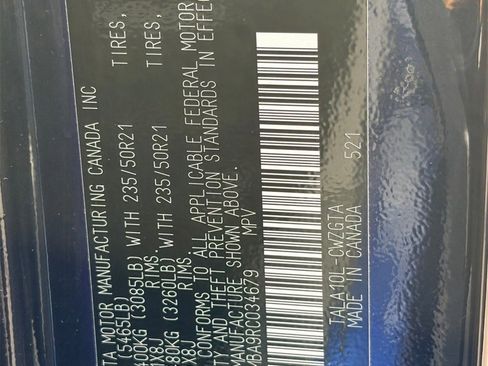 TA MOTOR MANUFACTURING CANADA INC
(5465LB)
400KG (3085LB) WITH 235/50R21 TIRES,
1X8J RIMS.
80KG (3260LB) WITH 235/50R21 TIRES,
X8J RIMS.
CONFORMS TO ALL APPLICABLE FEDERAL MOTOR
TY AND THEFT PREVENTION STANDARDS IN EFFE
MANUFACTURE SHOWN ABOVE.
MBA9RC034679 MPV
TALA10L-CWZGTA
MADE IN CANADA 521